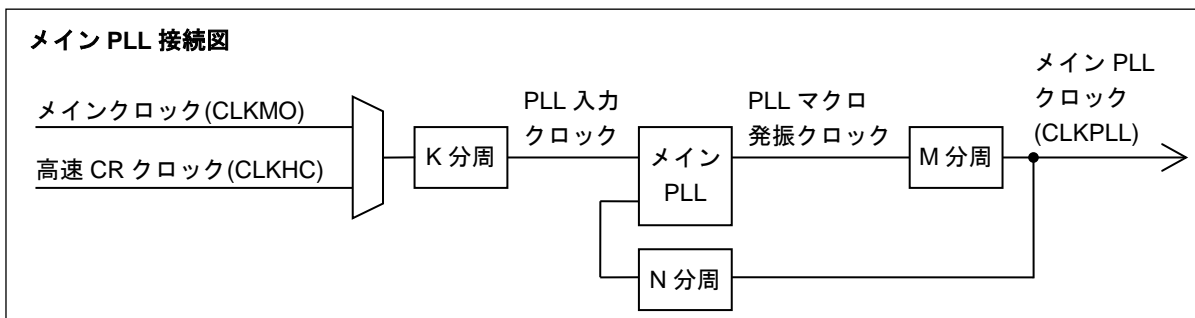 メイン PLL 接続図
メインクロック(CLKMO)
高速 CR クロック(CLKHC)
K 分周
PLL 入力
クロック
メイン
PLL
PLL マクロ
発振クロック
M 分周
メイン PLL
クロック
(CLKPLL)
N 分周